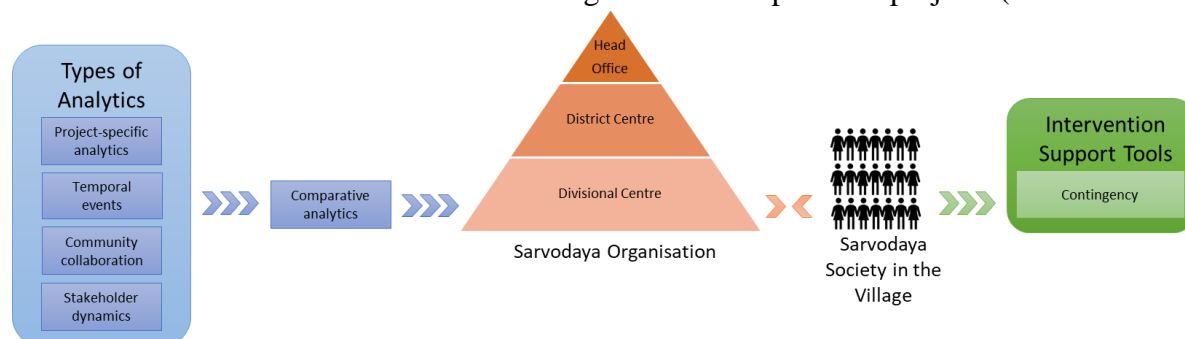 Types of
Analytics
Project-specific
analytics
Temporal
events
Community
collaboration
Stakeholder
dynamics
Comparative
analytics
Head
Office
District Centre
Divisional Centre
Sarvodaya Organisation
Sarvodaya
Society in the
Village
Intervention
Support Tools
Contingency